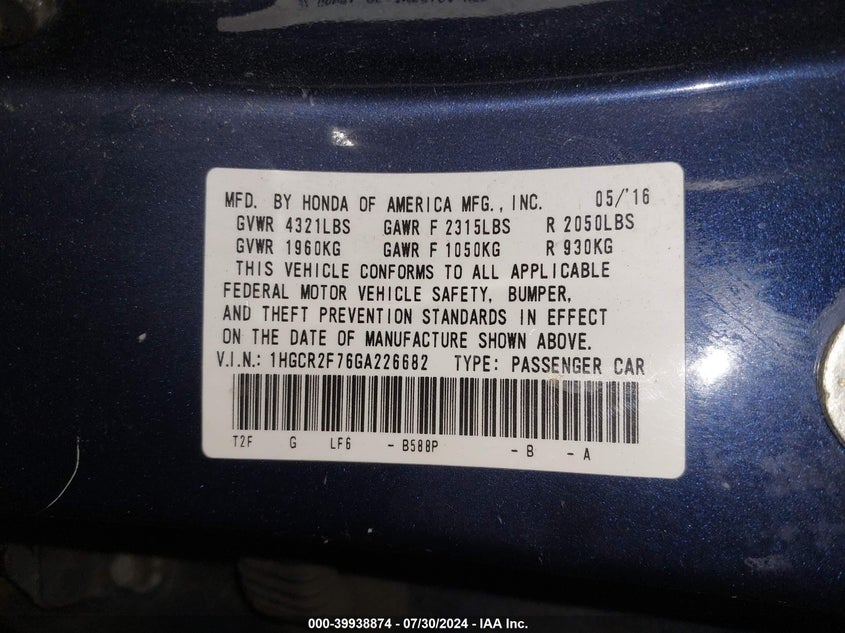 MFD. BY HONDA OF AMERICA MFG., INC. 05/'16
GVWR 4321LBS GAWR F 2315LBS R 2050LBS
GVWR 1960KG GAWR F 1050KG R 930KG
THIS VEHICLE CONFORMS TO ALL APPLICABLE
FEDERAL MOTOR VEHICLE SAFETY, BUMPER,
AND THEFT PREVENTION STANDARDS IN EFFECT
ON THE DATE OF MANUFACTURE SHOWN ABOVE.
V.I.N.: 1HGCR2F76GA226682 TYPE: PASSENGER CAR
T2F G LF6 - B588P - B - A
000-39938874 - 07/30/2024 - IAA Inc.